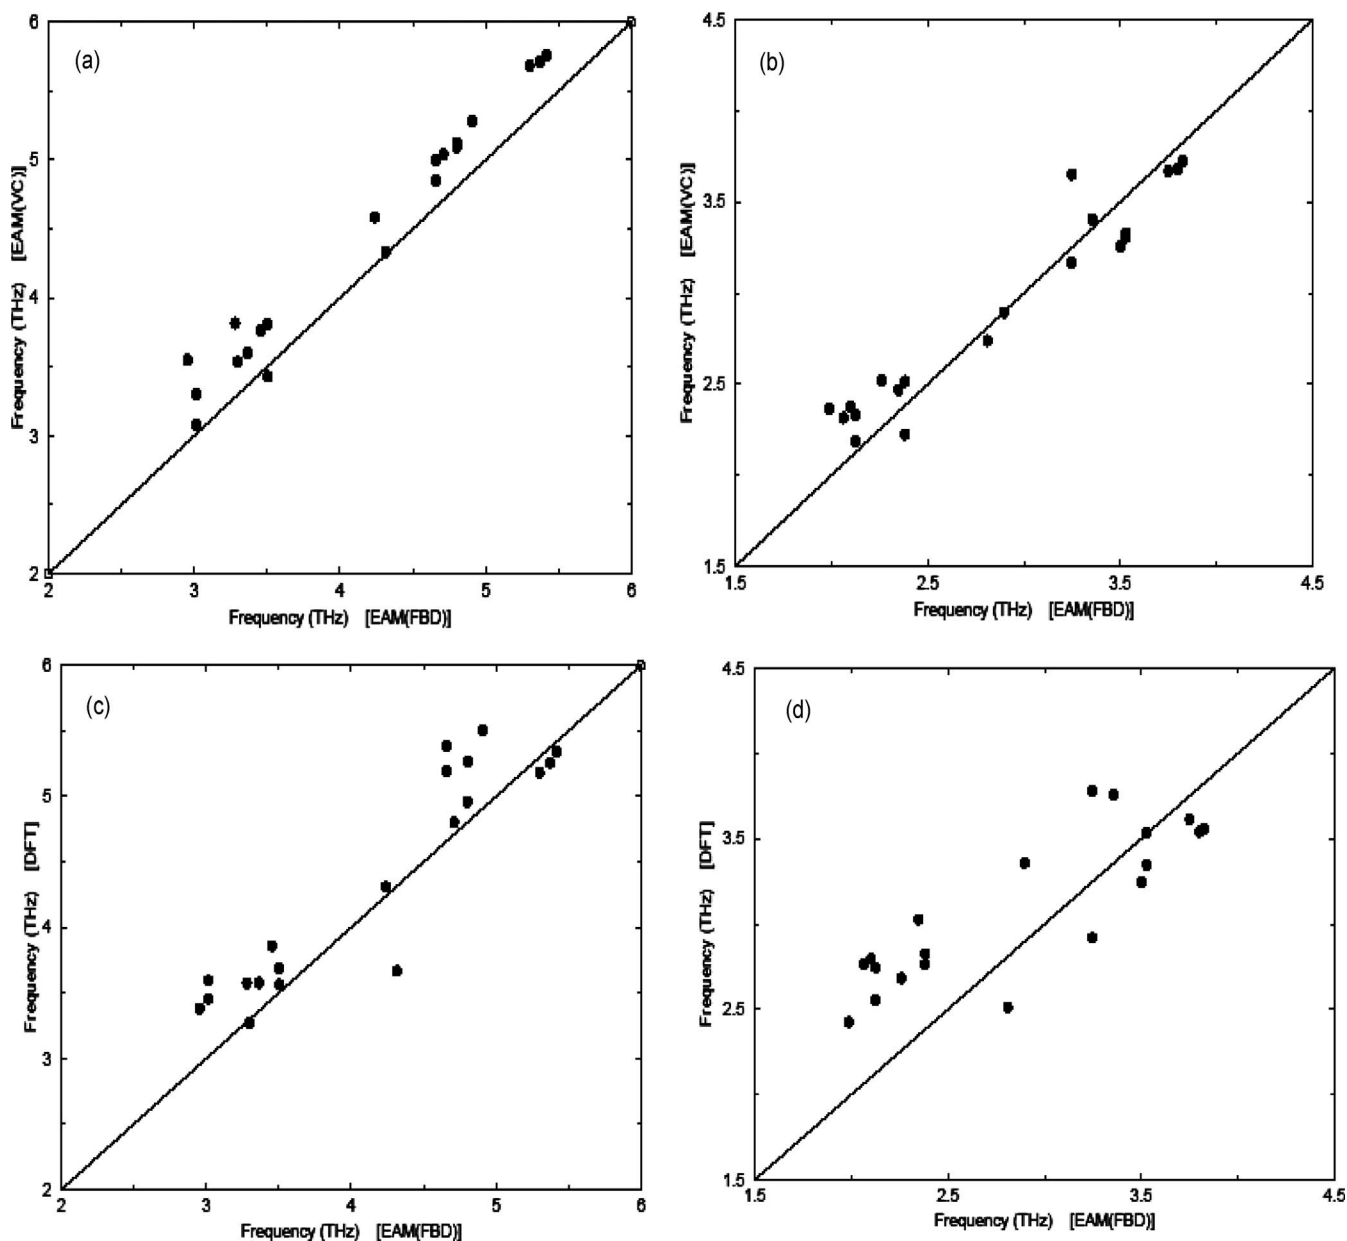 (a)
6
5
4
3
2
Frequency (THz) [EAM(VC)]
2 3 4 5 6
Frequency (THz) [EAM(FBD)]
(b)
4.5
3.5
2.5
1.5
Frequency (THz) [EAM(VC)]
1.5 2.5 3.5 4.5
Frequency (THz) [EAM(FBD)]
(c)
6
5
4
3
2
Frequency (THz) [DFT]
2 3 4 5 6
Frequency (THz) [EAM(FBD)]
(d)
4.5
3.5
2.5
1.5
Frequency (THz) [DFT]
1.5 2.5 3.5 4.5
Frequency (THz) [EAM(FBD)]